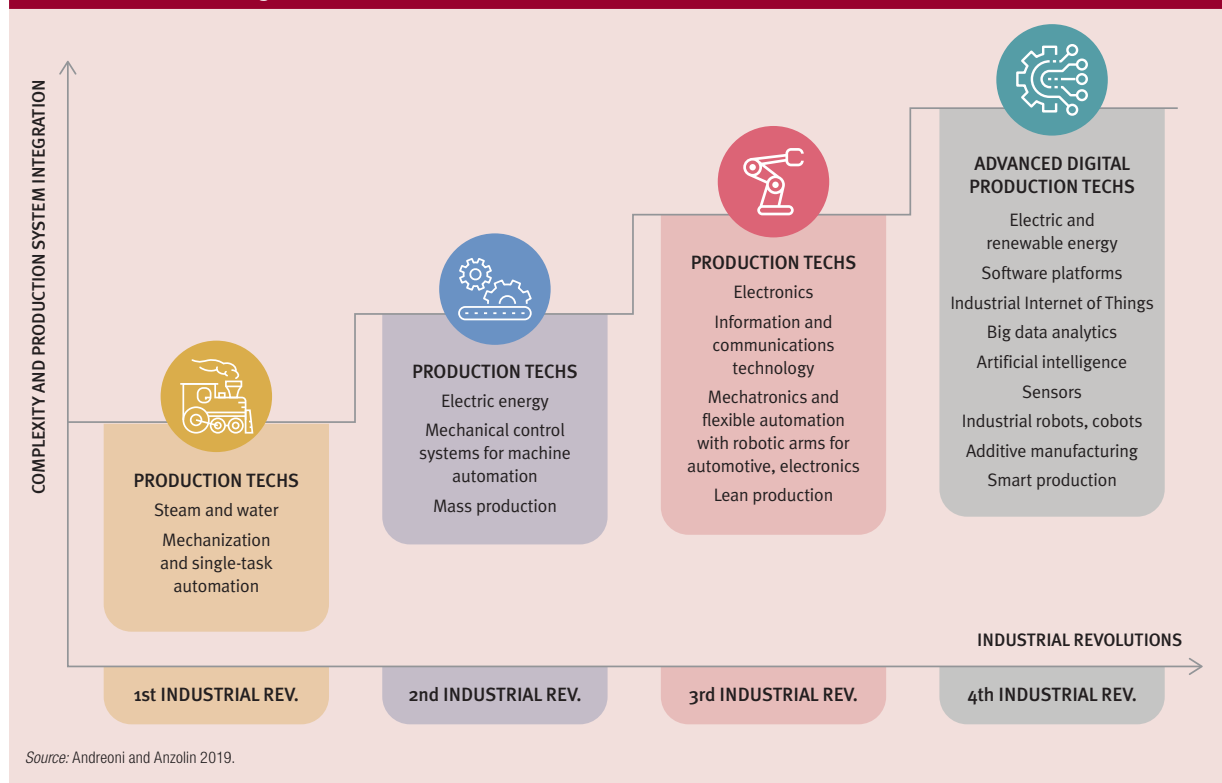 COMPLEXITY AND PRODUCTION SYSTEM INTEGRATION
PRODUCTION TECHS
Steam and water
Mechanization
and single-task
automation
PRODUCTION TECHS
Electric energy
Mechanical control
systems for machine
automation
Mass production
PRODUCTION TECHS
Electronics
Information and
communications
technology
Mechatronics and
flexible automation
with robotic arms for
automotive, electronics
Lean production
ADVANCED DIGITAL
PRODUCTION TECHS
Electric and
renewable energy
Software platforms
Industrial Internet of Things
Big data analytics
Artificial intelligence
Sensors
Industrial robots, cobots
Additive manufacturing
Smart production
INDUSTRIAL REVOLUTIONS
1st INDUSTRIAL REV.
2nd INDUSTRIAL REV.
3rd INDUSTRIAL REV.
4th INDUSTRIAL REV.
Source: Andreoni and Anzolin 2019.